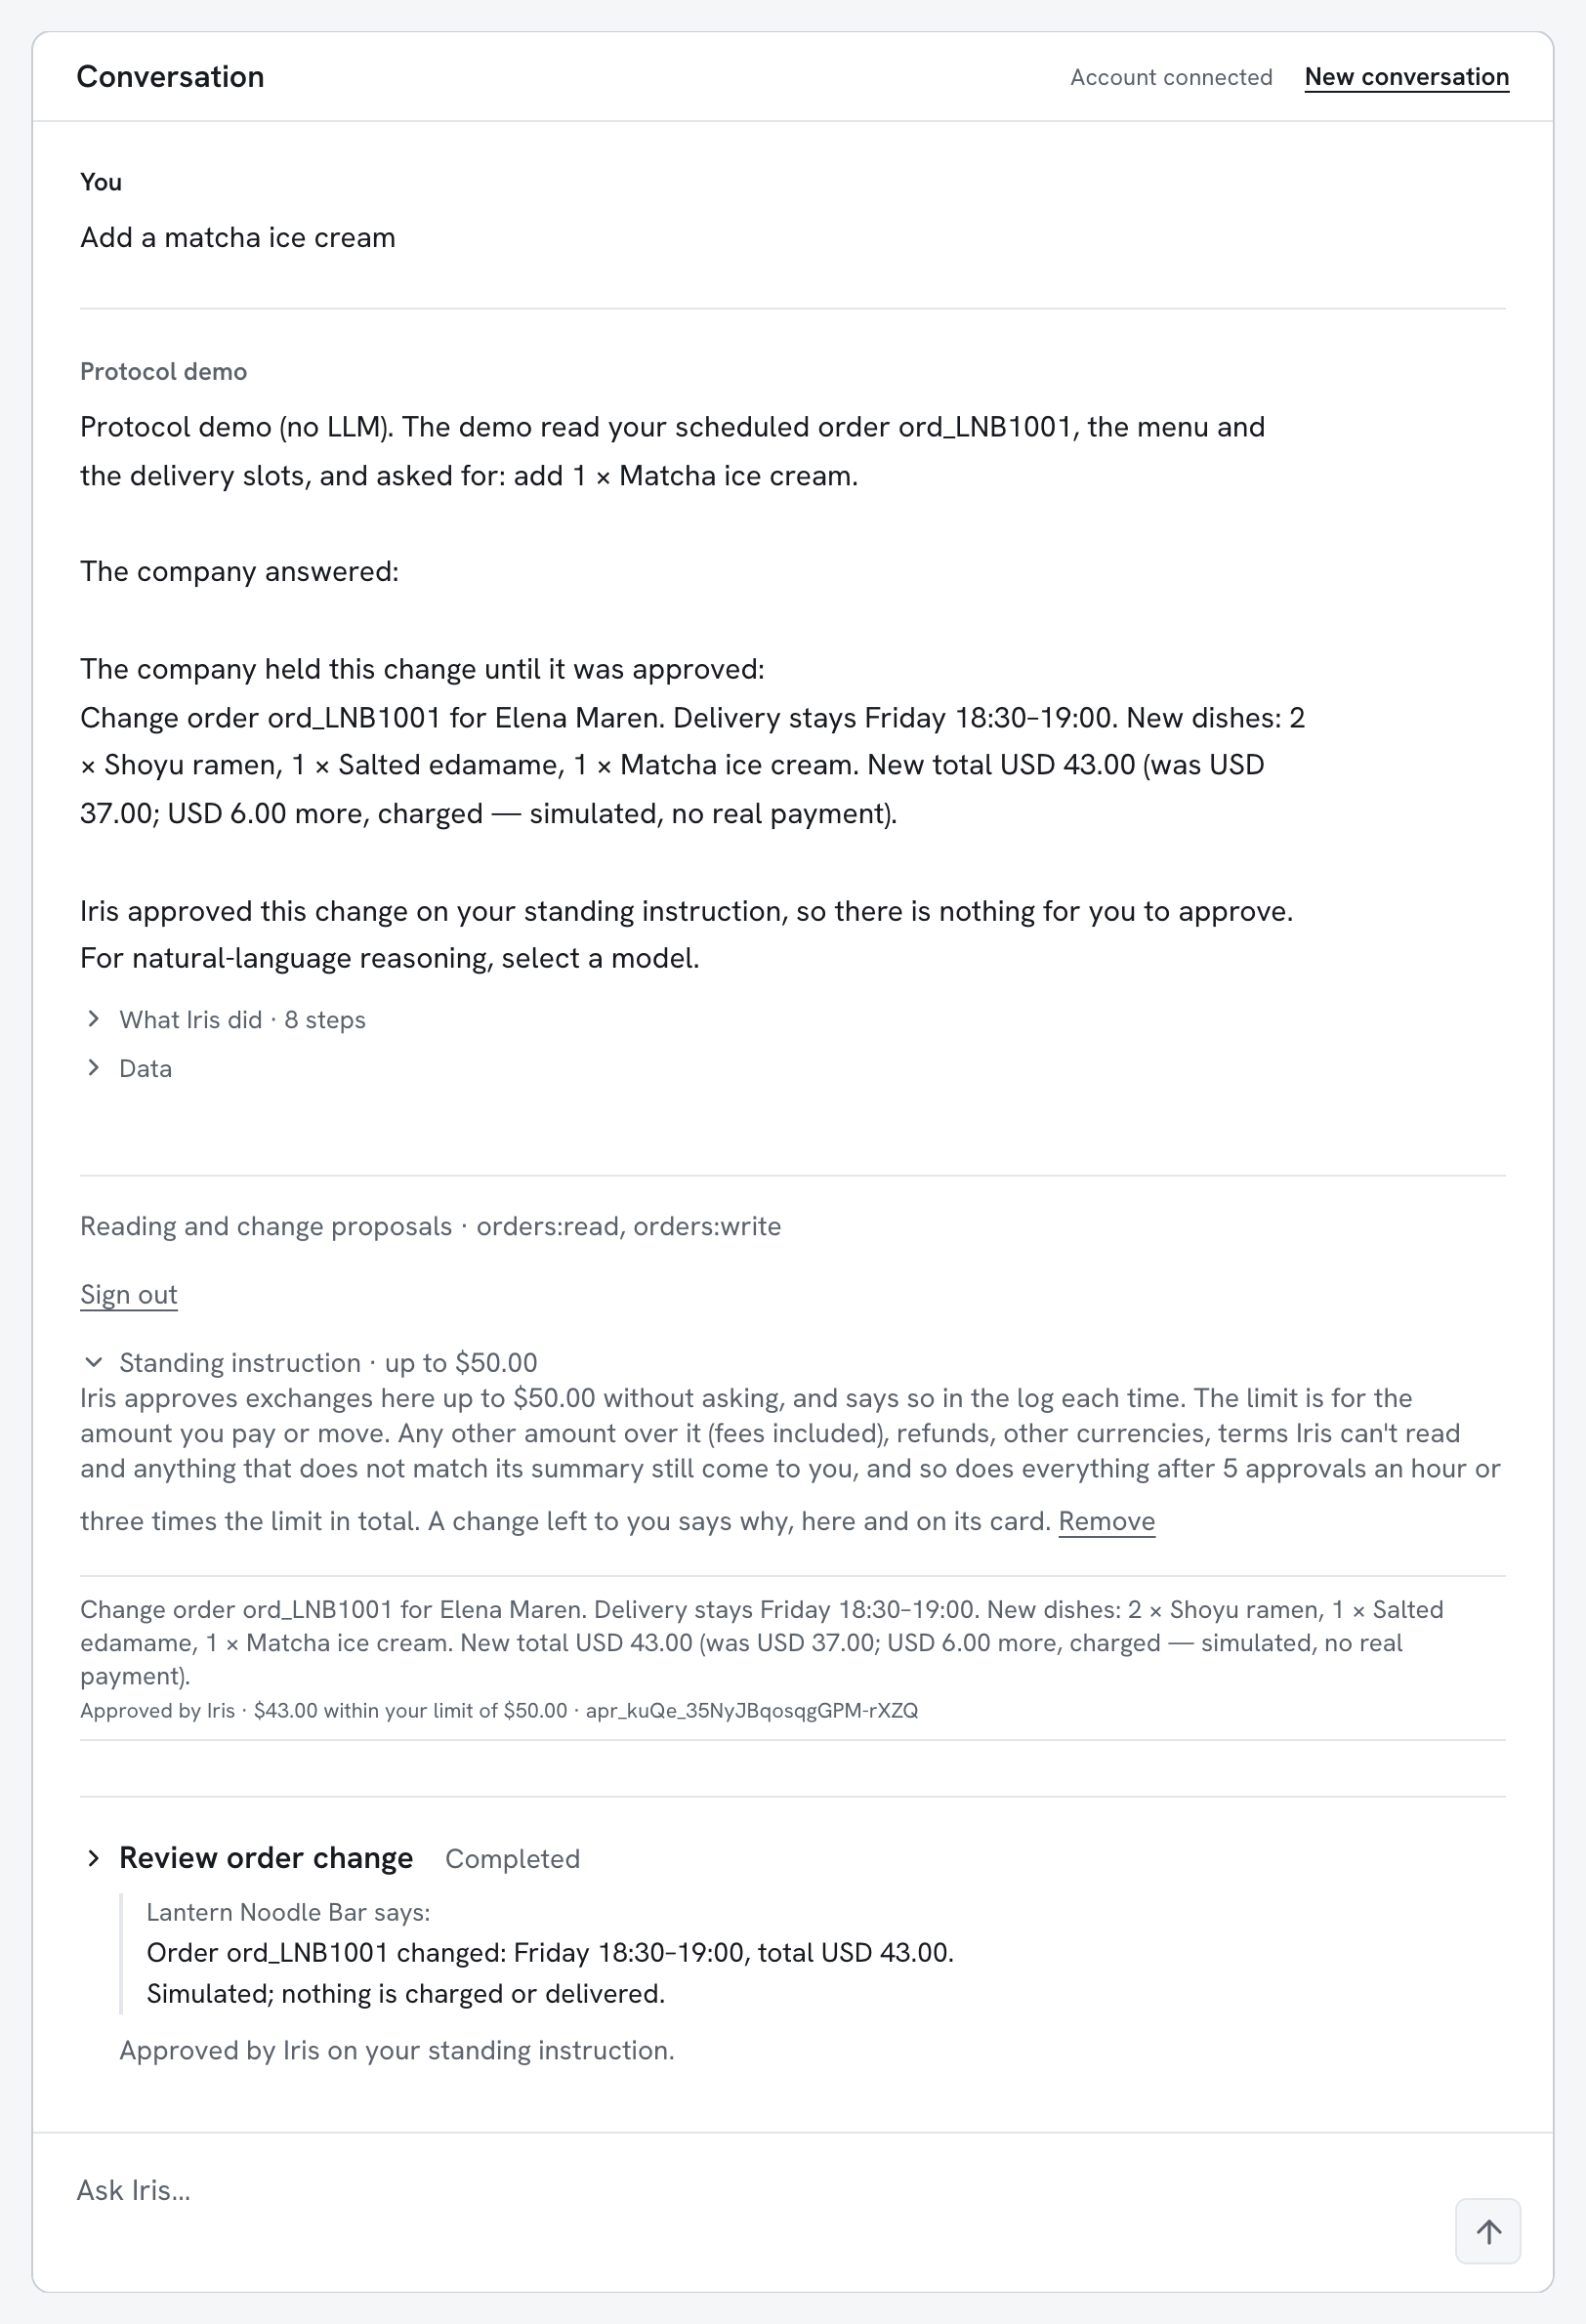 Conversation
Account connected
New conversation
You
Add a matcha ice cream
Protocol demo
Protocol demo (no LLM). The demo read your scheduled order ord_LNB1001, the menu and
the delivery slots, and asked for: add 1 × Matcha ice cream.
The company answered:
The company held this change until it was approved:
Change order ord_LNB1001 for Elena Maren. Delivery stays Friday 18:30–19:00. New dishes: 2
× Shoyu ramen, 1 × Salted edamame, 1 × Matcha ice cream. New total USD 43.00 (was USD
37.00; USD 6.00 more, charged — simulated, no real payment).
Iris approved this change on your standing instruction, so there is nothing for you to approve.
For natural-language reasoning, select a model.
What Iris did · 8 steps
Data
Reading and change proposals · orders:read, orders:write
Sign out
Standing instruction · up to $50.00
Iris approves exchanges here up to $50.00 without asking, and says so in the log each time. The limit is for the
amount you pay or move. Any other amount over it (fees included), refunds, other currencies, terms Iris can't read
and anything that does not match its summary still come to you, and so does everything after 5 approvals an hour or
three times the limit in total. A change left to you says why, here and on its card. Remove
Change order ord_LNB1001 for Elena Maren. Delivery stays Friday 18:30–19:00. New dishes: 2 × Shoyu ramen, 1 × Salted
edamame, 1 × Matcha ice cream. New total USD 43.00 (was USD 37.00; USD 6.00 more, charged — simulated, no real
payment).
Approved by Iris · $43.00 within your limit of $50.00 · apr_kuQe_35NyJBqosqgGPM-rXZQ
Review order change Completed
Lantern Noodle Bar says:
Order ord_LNB1001 changed: Friday 18:30–19:00, total USD 43.00.
Simulated; nothing is charged or delivered.
Approved by Iris on your standing instruction.
Ask Iris...